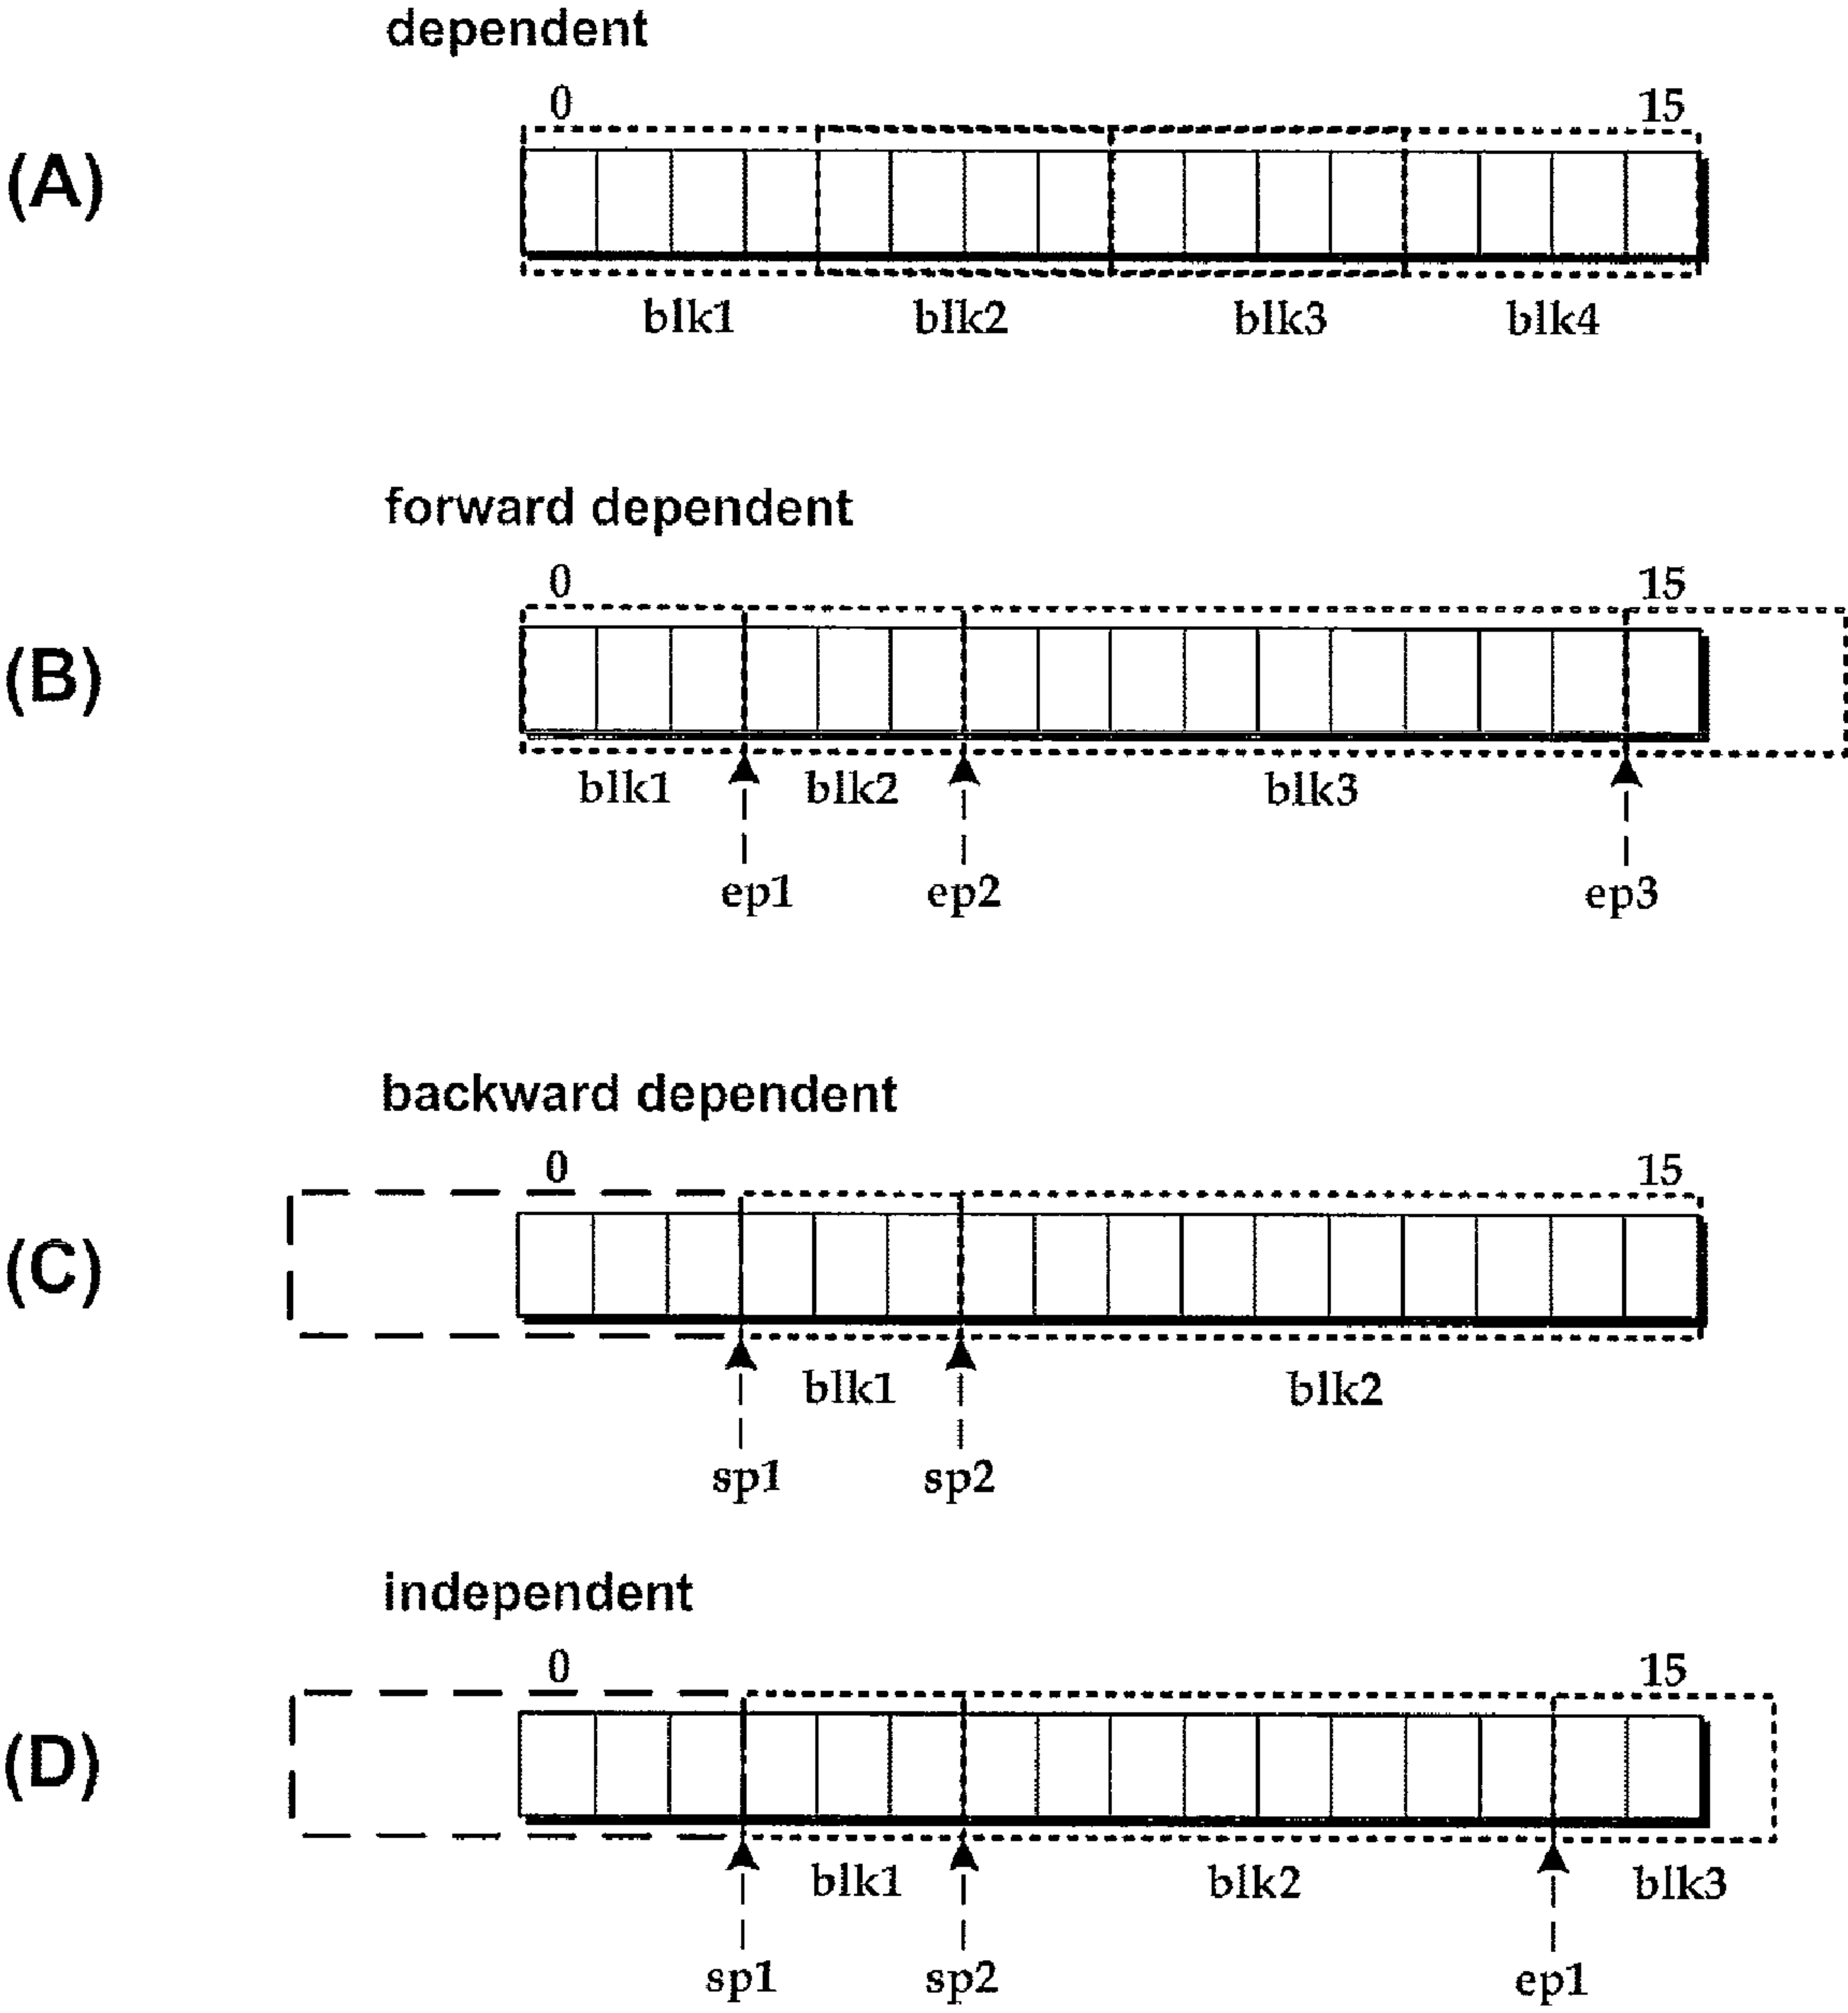 dependent
0 15
(A)
blk1 blk2 blk3 blk4
forward dependent
0 15
(B)
blk1 blk2 blk3
ep1 ep2 ep3
backward dependent
0 15
(C)
blk1 blk2
sp1 sp2
independent
0 15
(D)
blk1 blk2 blk3
sp1 sp2 ep1